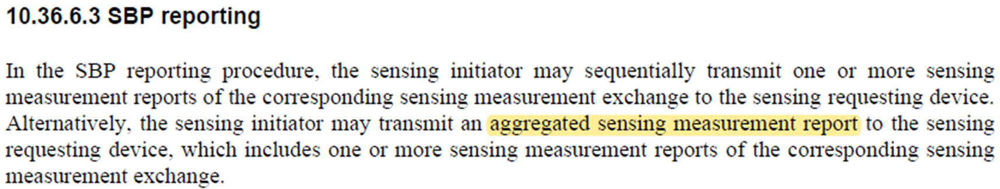 10.36.6.3 SBP reporting
In the SBP reporting procedure, the sensing initiator may sequentially transmit one or more sensing
measurement reports of the corresponding sensing measurement exchange to the sensing requesting device.
Alternatively, the sensing initiator may transmit an aggregated sensing measurement report to the sensing
requesting device, which includes one or more sensing measurement reports of the corresponding sensing
measurement exchange.